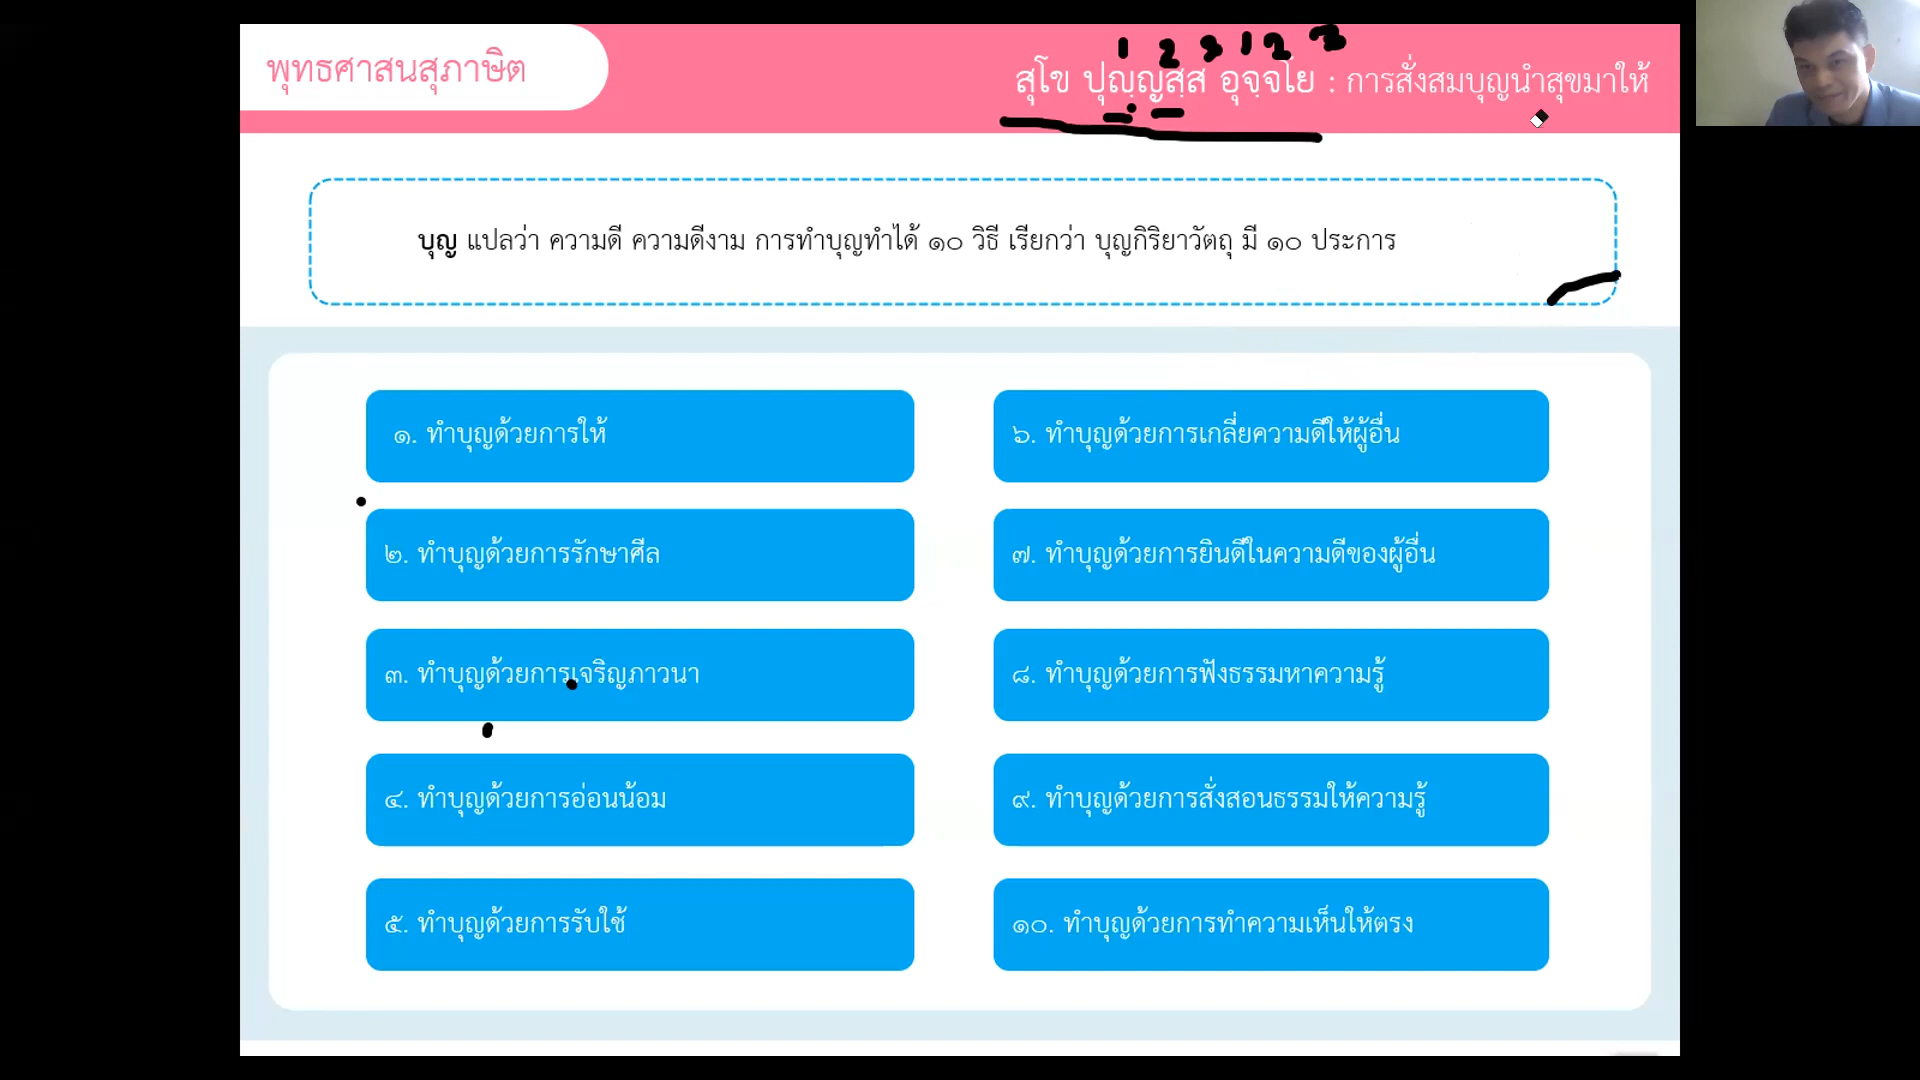 พุทธศาสนสุภาษิต
1 2 3 1 2 3
สุโข ปุญฺญสฺส อุจฺจโย : การสั่งสมบุญนำสุขมาให้
บุญ แปลว่า ความดี ความดีงาม การทำบุญทำได้ ๑๐ วิธี เรียกว่า บุญกิริยาวัตถุ มี ๑๐ ประการ
๑. ทำบุญด้วยการให้
๒. ทำบุญด้วยการรักษาศีล
๓. ทำบุญด้วยการเจริญภาวนา
๔. ทำบุญด้วยการอ่อนน้อม
๕. ทำบุญด้วยการรับใช้
๖. ทำบุญด้วยการเกลี่ยความดีให้ผู้อื่น
๗. ทำบุญด้วยการยินดีในความดีของผู้อื่น
๘. ทำบุญด้วยการฟังธรรมหาความรู้
๙. ทำบุญด้วยการสั่งสอนธรรมให้ความรู้
๑๐. ทำบุญด้วยการทำความเห็นให้ตรง